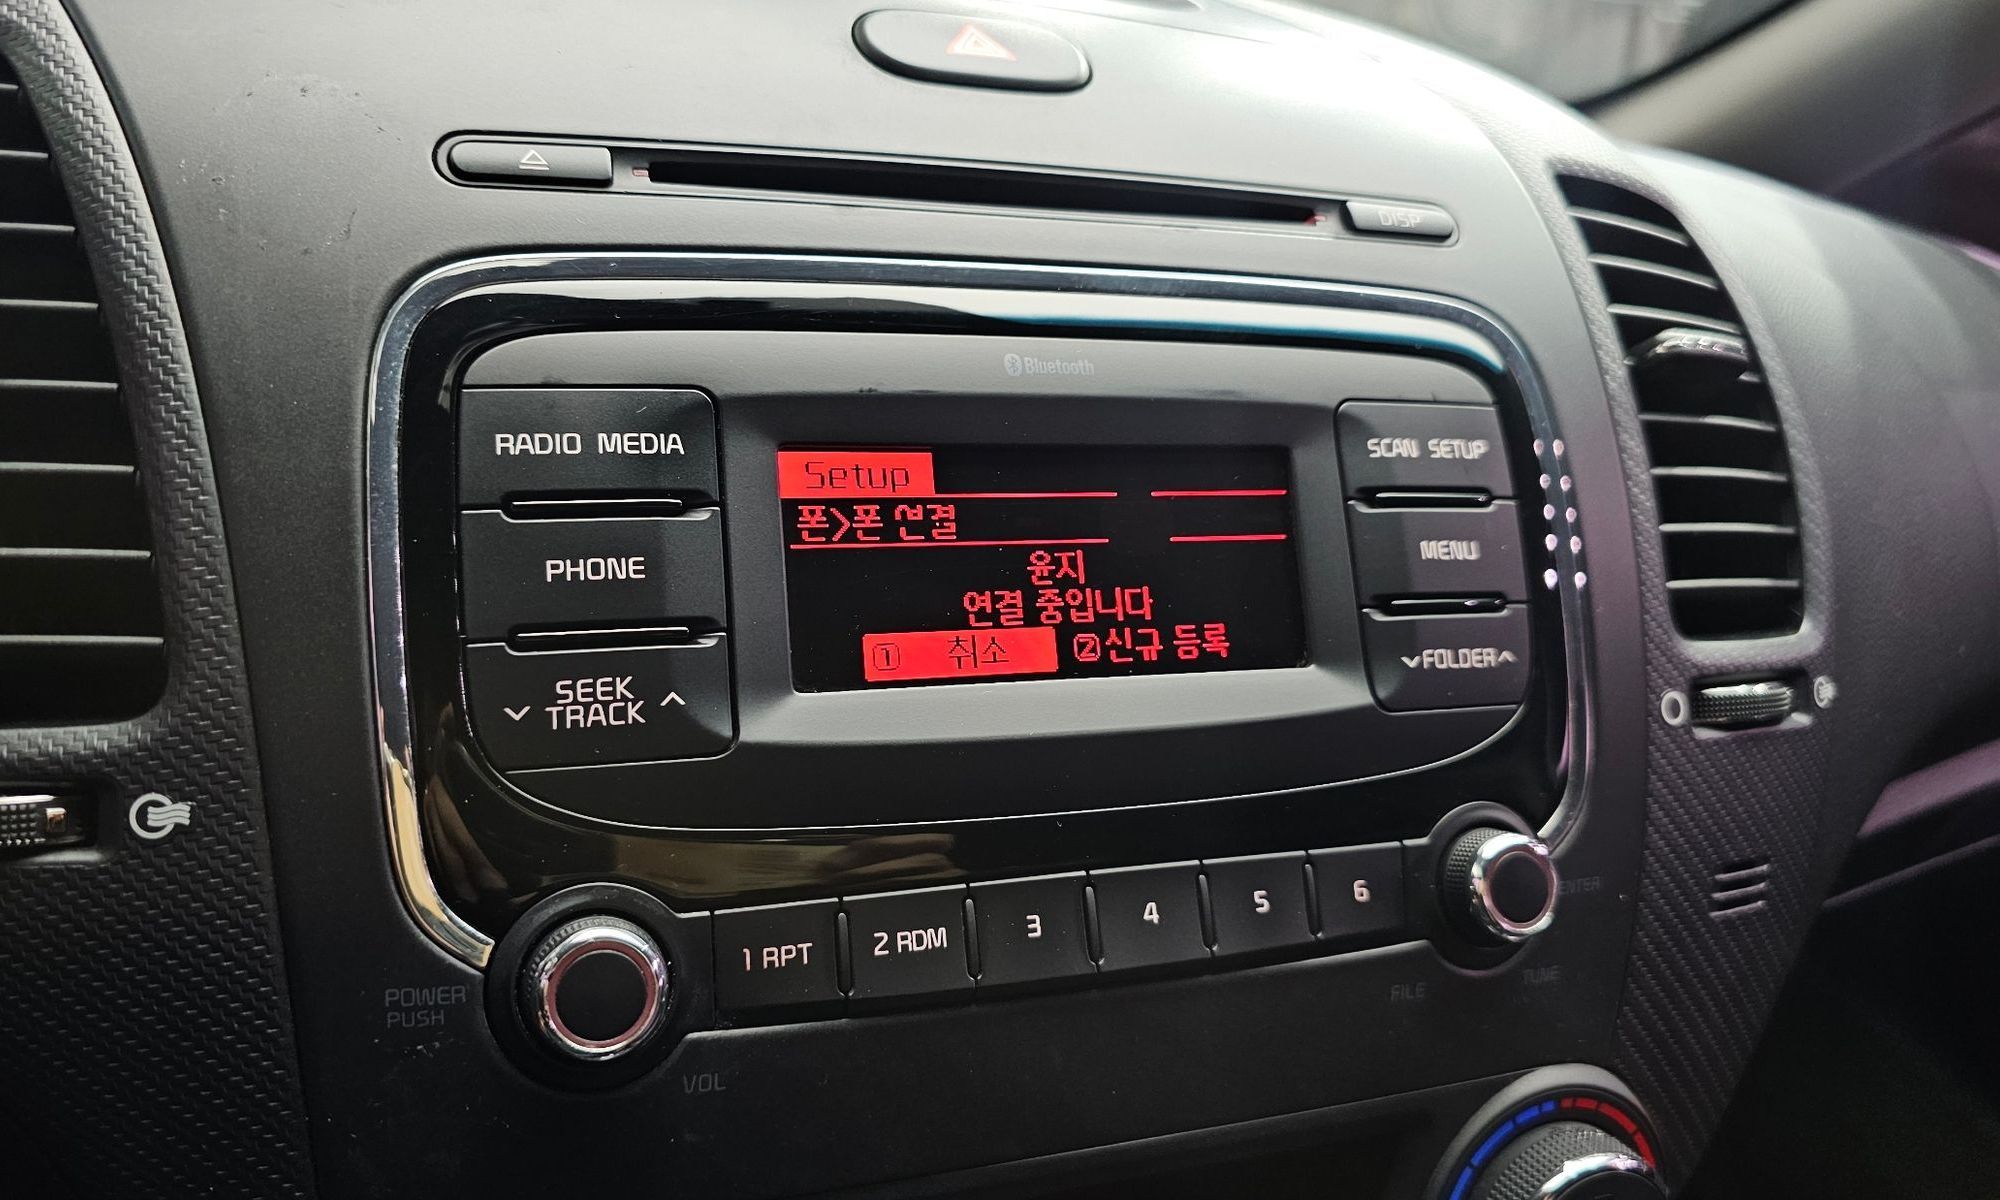 DISP
Bluetooth
RADIO MEDIA
SCAN SETUP
Setup
폰>폰 선결
PHONE
MENU
윤지
연결 중입니다
① 취소 ②신규 등록
FOLDER
SEEK
TRACK
1 RPT 2 RDM 3 4 5 6
ENTER
POWER
PUSH
VOL
FILE
TUNE